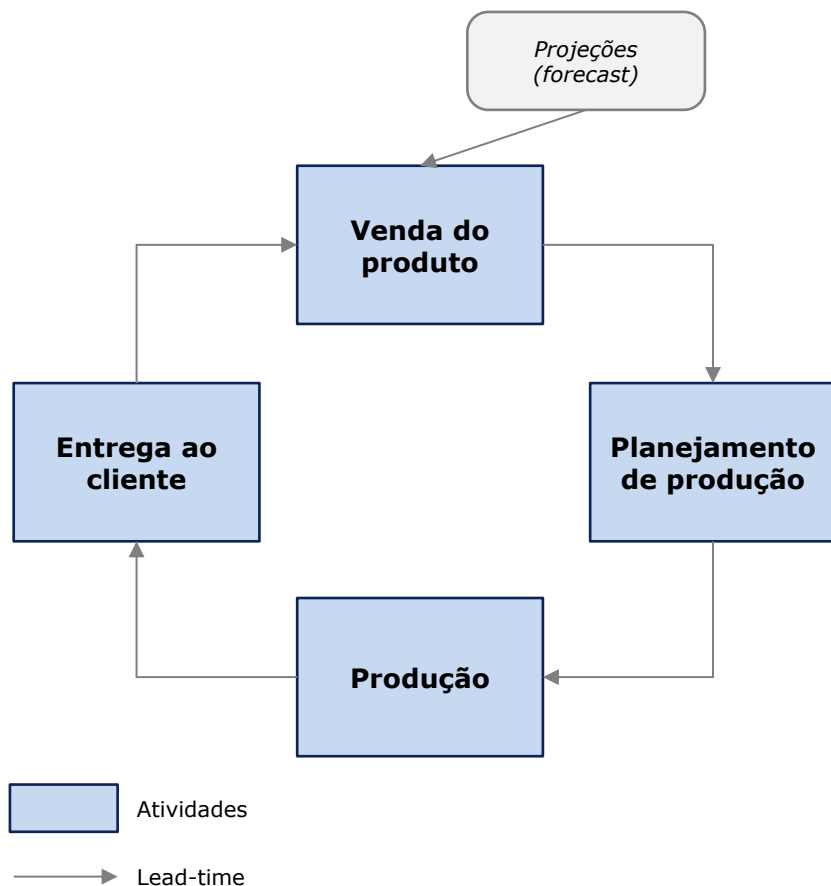 Projeções
(forecast)
Venda do
produto
Entrega ao
cliente
Planejamento
de produção
Produção
Atividades
Lead-time